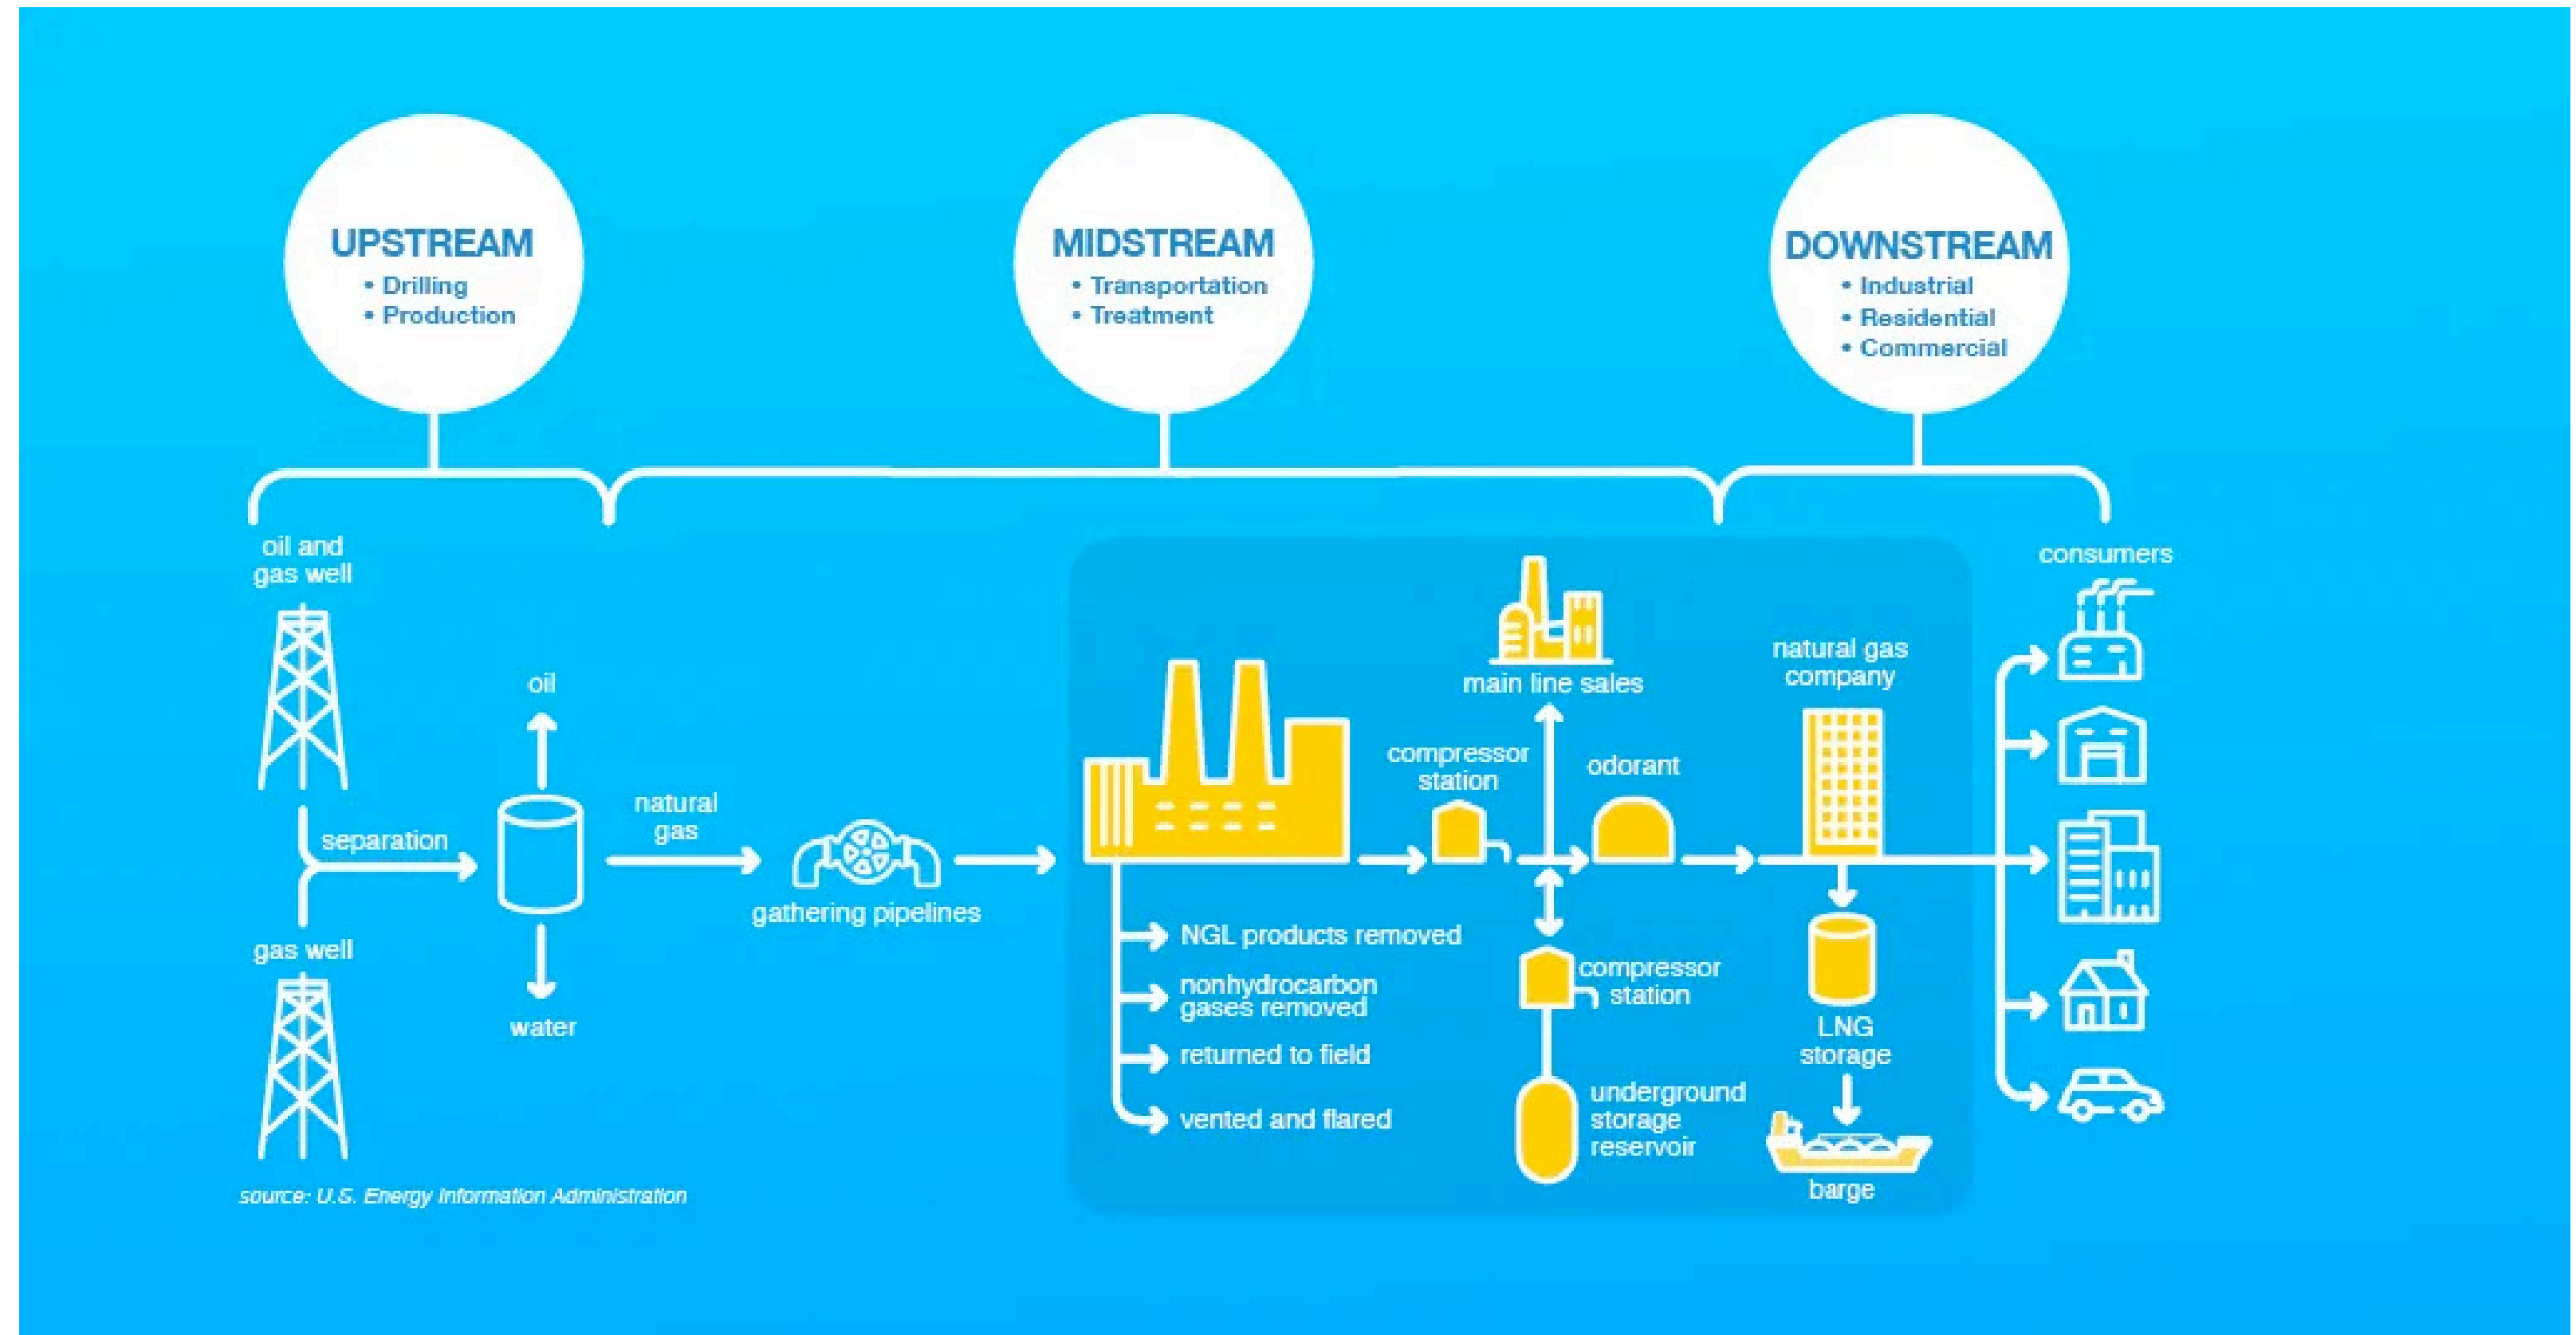 UPSTREAM
• Drilling
• Production
MIDSTREAM
• Transportation
• Treatment
DOWNSTREAM
• Industrial
• Residential
• Commercial
oil and
gas well
separation
gas well
oil
water
natural
gas
gathering pipelines
NGL products removed
nonhydrocarbon
gases removed
returned to field
vented and flared
compressor
station
main line sales
odorant
compressor
station
underground
storage
reservoir
natural gas
company
LNG
storage
barge
consumers
source: U.S. Energy Information Administration